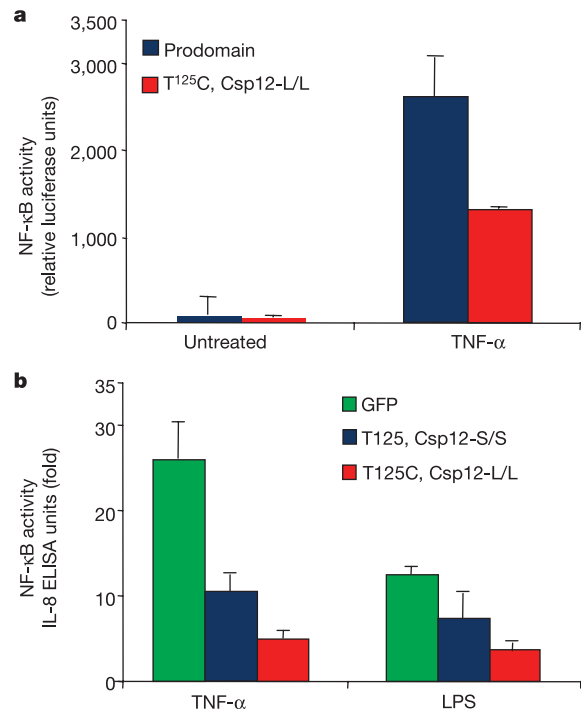 a
3,500
3,000
2,000
1,000
0
NF-κB activity
(relative luciferase units)
Prodomain
T¹²⁵C, Csp12-L/L
Untreated
TNF-α
b
35
30
20
10
0
NF-κB activity
IL-8 ELISA units (fold)
GFP
T125, Csp12-S/S
T125C, Csp12-L/L
TNF-α
LPS